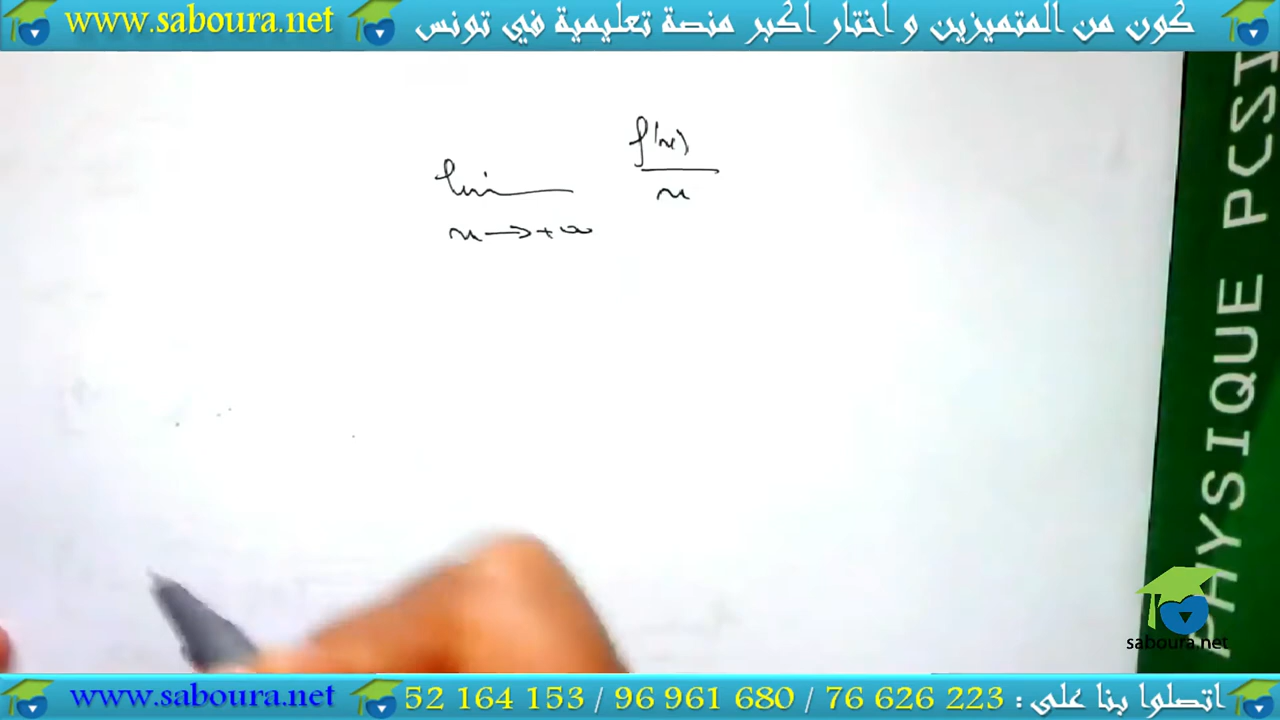 www.saboura.net كون من المتميزين و اختار اكبر منصة تعليمية في تونس
lim f(x)
x
x → +∞
PHYSIQUE PCSI
saboura.net
www.saboura.net اتصلوا بنا على : 52 164 153 / 96 961 680 / 76 626 223